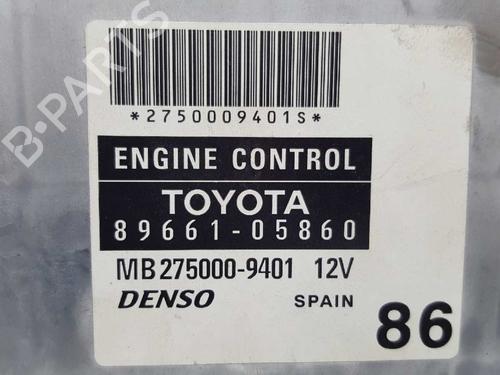 B-PARTS
*2750009401S*
ENGINE CONTROL
TOYOTA
89661-05860
MB275000-9401 12V
DENSO SPAIN 86